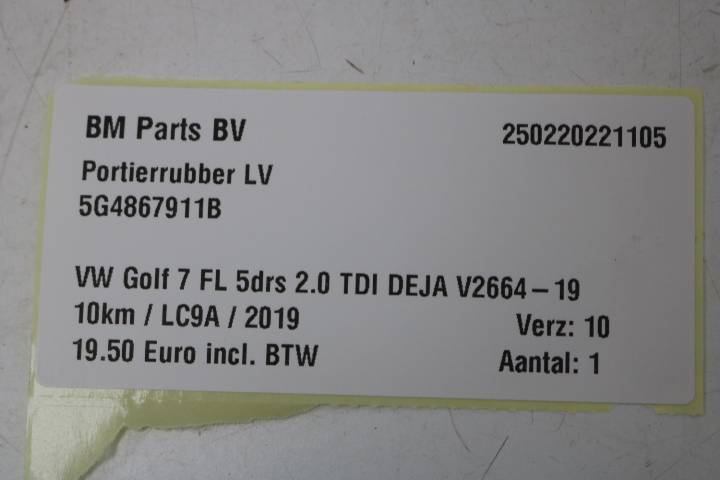 BM Parts BV 250220221105
Portierrubber LV
5G4867911B
VW Golf 7 FL 5drs 2.0 TDI DEJA V2664-19
10km / LC9A / 2019 Verz: 10
19.50 Euro incl. BTW Aantal: 1